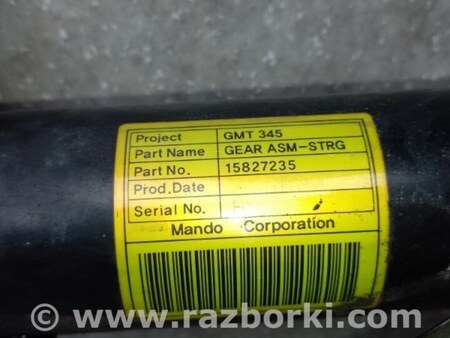 Project GMT 345
Part Name GEAR ASM-STRG
Part No. 15827235
Prod.Date
Serial No.
Mando Corporation
© www.razborki.com